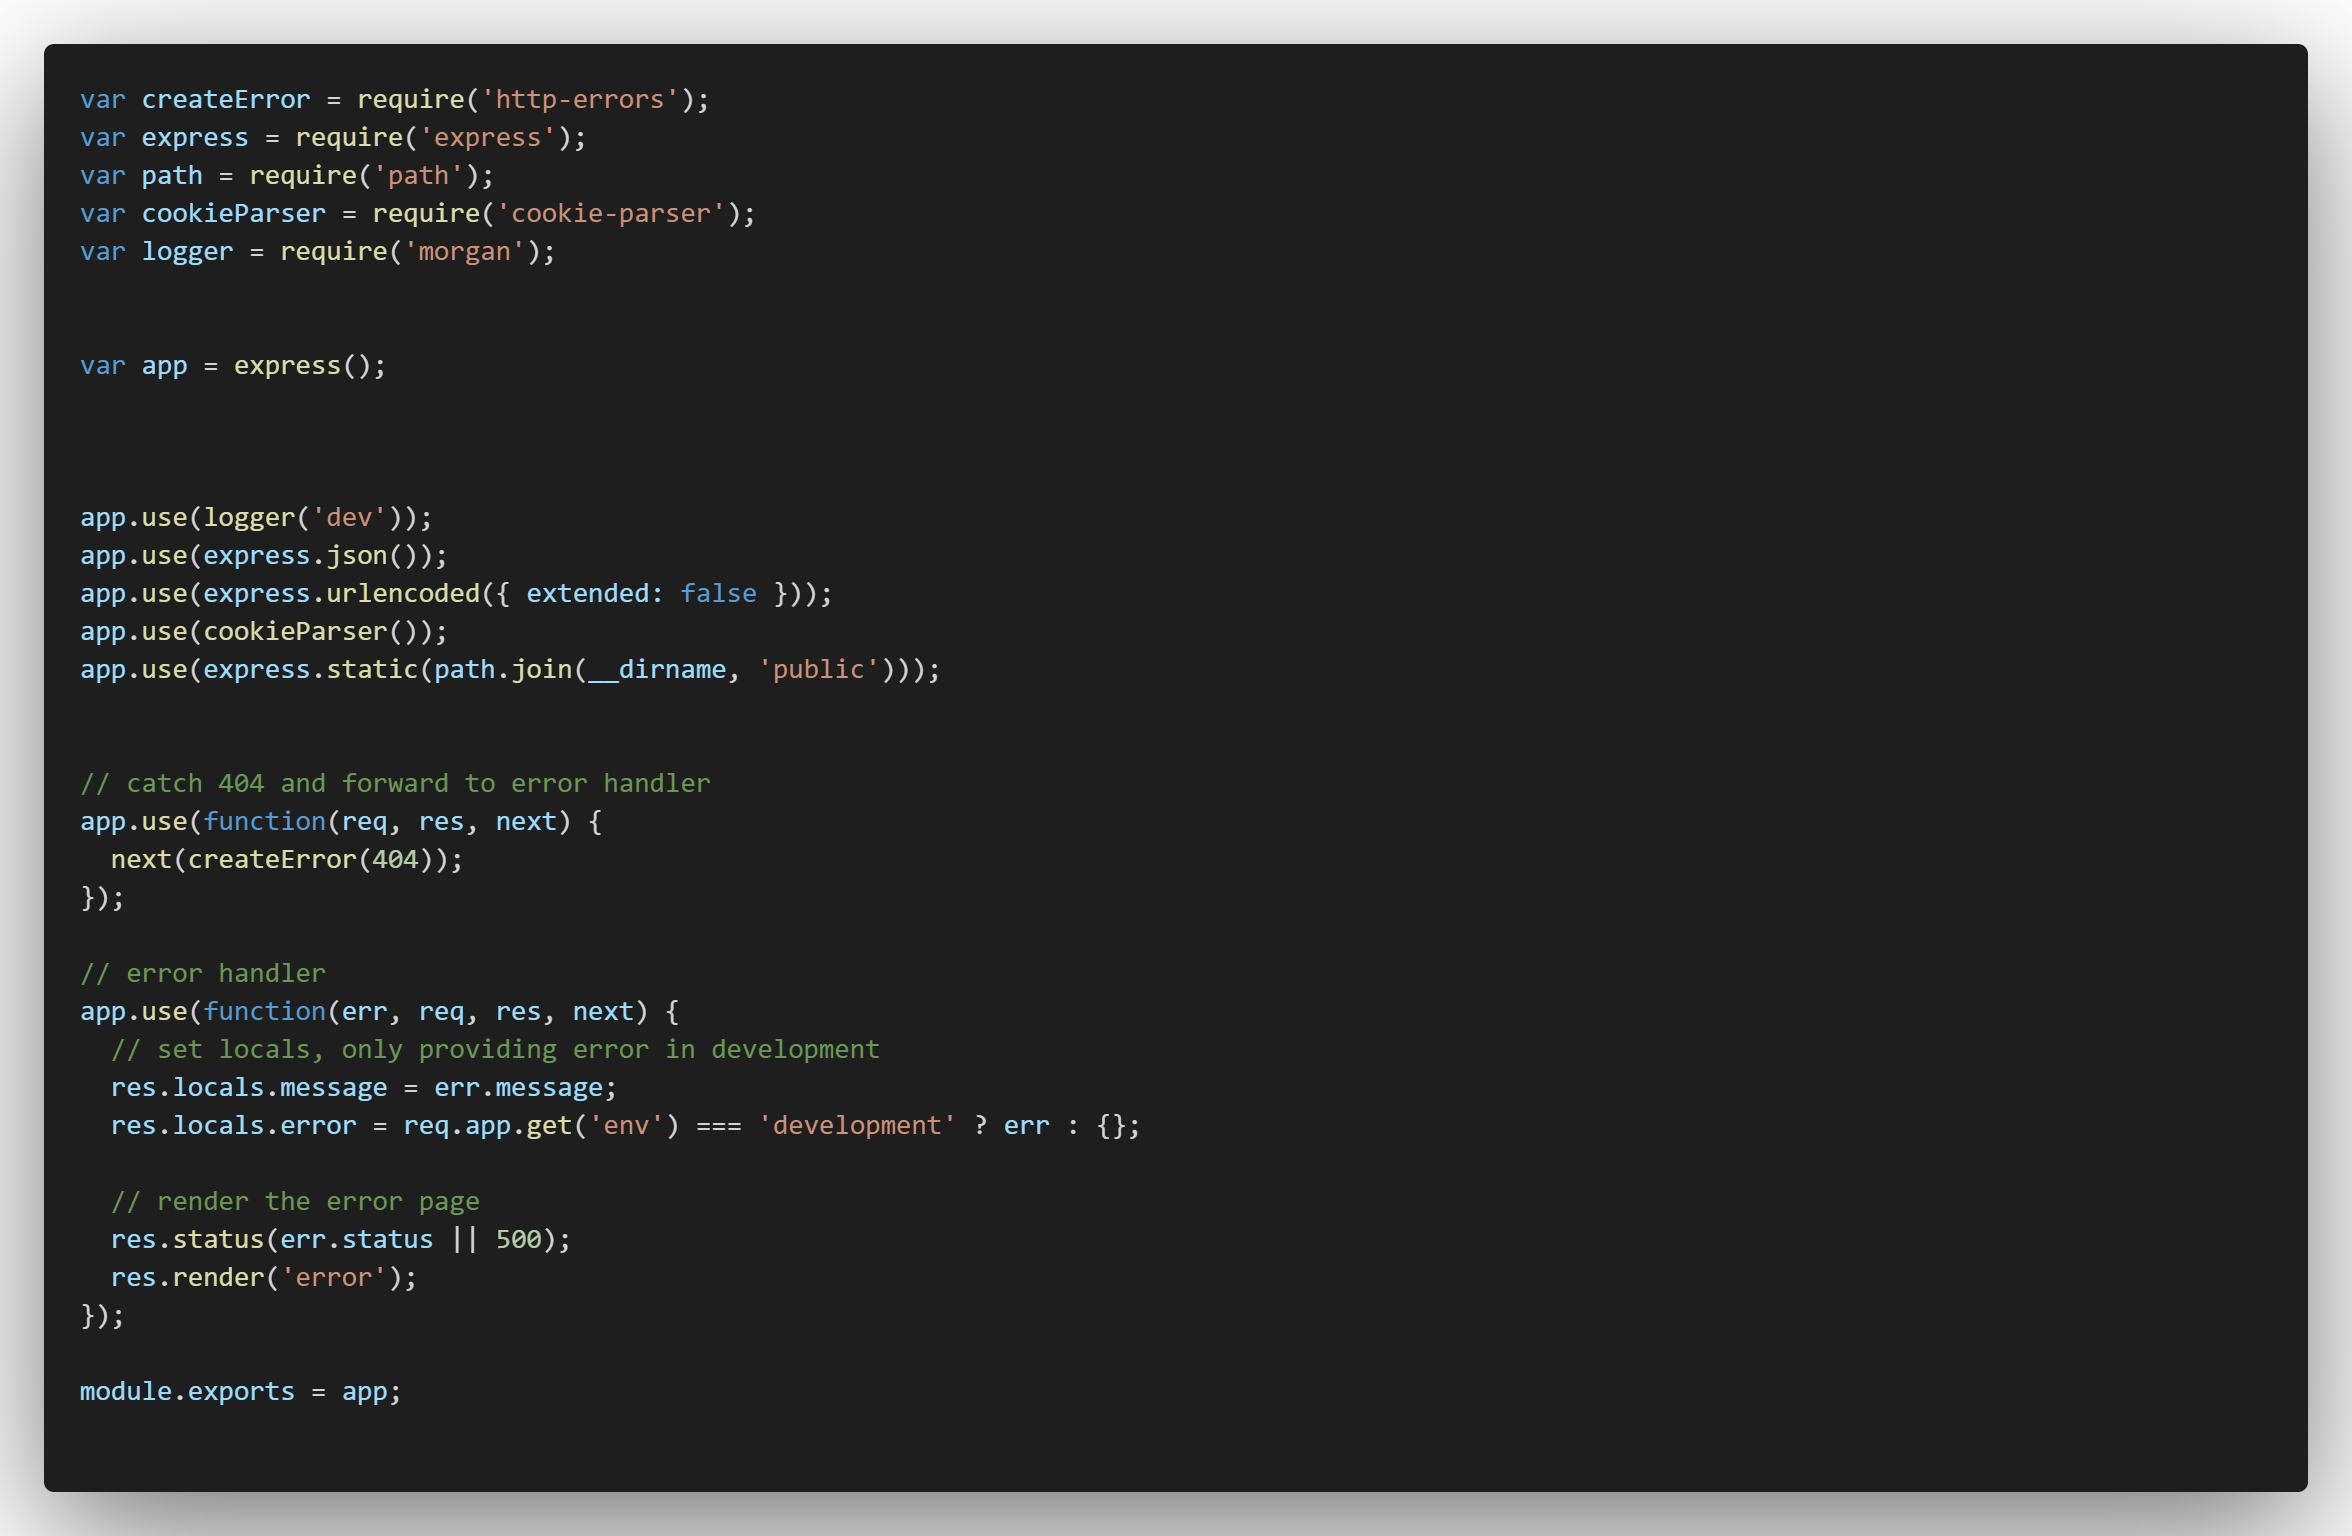 var createError = require('http-errors');
var express = require('express');
var path = require('path');
var cookieParser = require('cookie-parser');
var logger = require('morgan');
var app = express();
app.use(logger('dev'));
app.use(express.json());
app.use(express.urlencoded({ extended: false }));
app.use(cookieParser());
app.use(express.static(path.join(__dirname, 'public')));
// catch 404 and forward to error handler
app.use(function(req, res, next) {
  next(createError(404));
});
// error handler
app.use(function(err, req, res, next) {
  // set locals, only providing error in development
  res.locals.message = err.message;
  res.locals.error = req.app.get('env') === 'development' ? err : {};
  // render the error page
  res.status(err.status || 500);
  res.render('error');
});
module.exports = app;